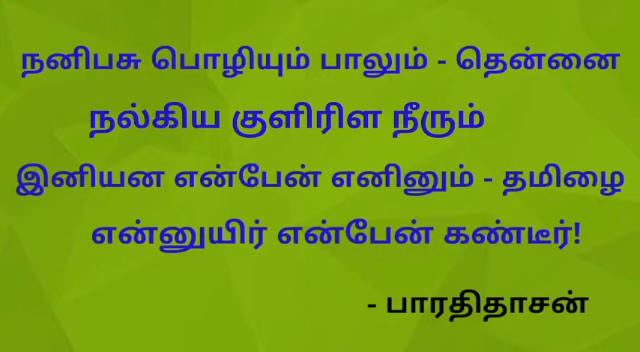 நனிபசு பொழியும் பாலும் - தென்னை
நல்கிய குளிரிள நீரும்
இனியன என்பேன் எனினும் - தமிழை
என்னுயிர் என்பேன் கண்டீர்!
- பாரதிதாசன்